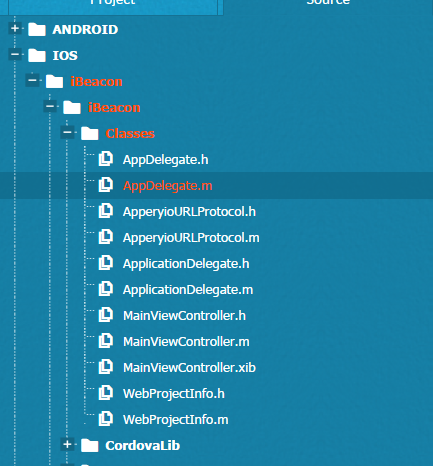 Project Source
ANDROID
IOS
iBeacon
iBeacon
Classes
AppDelegate.h
AppDelegate.m
ApperyioURLProtocol.h
ApperyioURLProtocol.m
ApplicationDelegate.h
ApplicationDelegate.m
MainViewController.h
MainViewController.m
MainViewController.xib
WebProjectInfo.h
WebProjectInfo.m
CordovaLib